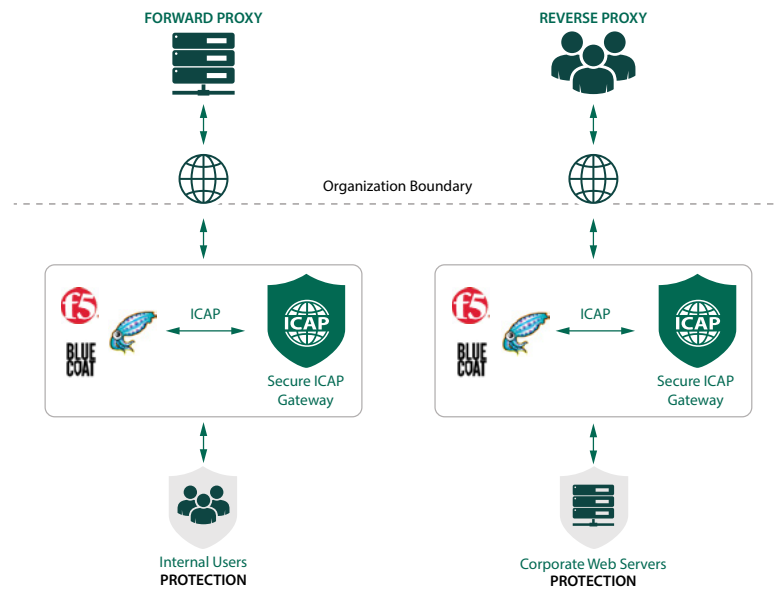 FORWARD PROXY
REVERSE PROXY
Organization Boundary
f5
ICAP
ICAP
BLUE
COAT
Secure ICAP
Gateway
f5
ICAP
ICAP
BLUE
COAT
Secure ICAP
Gateway
Internal Users
PROTECTION
Corporate Web Servers
PROTECTION